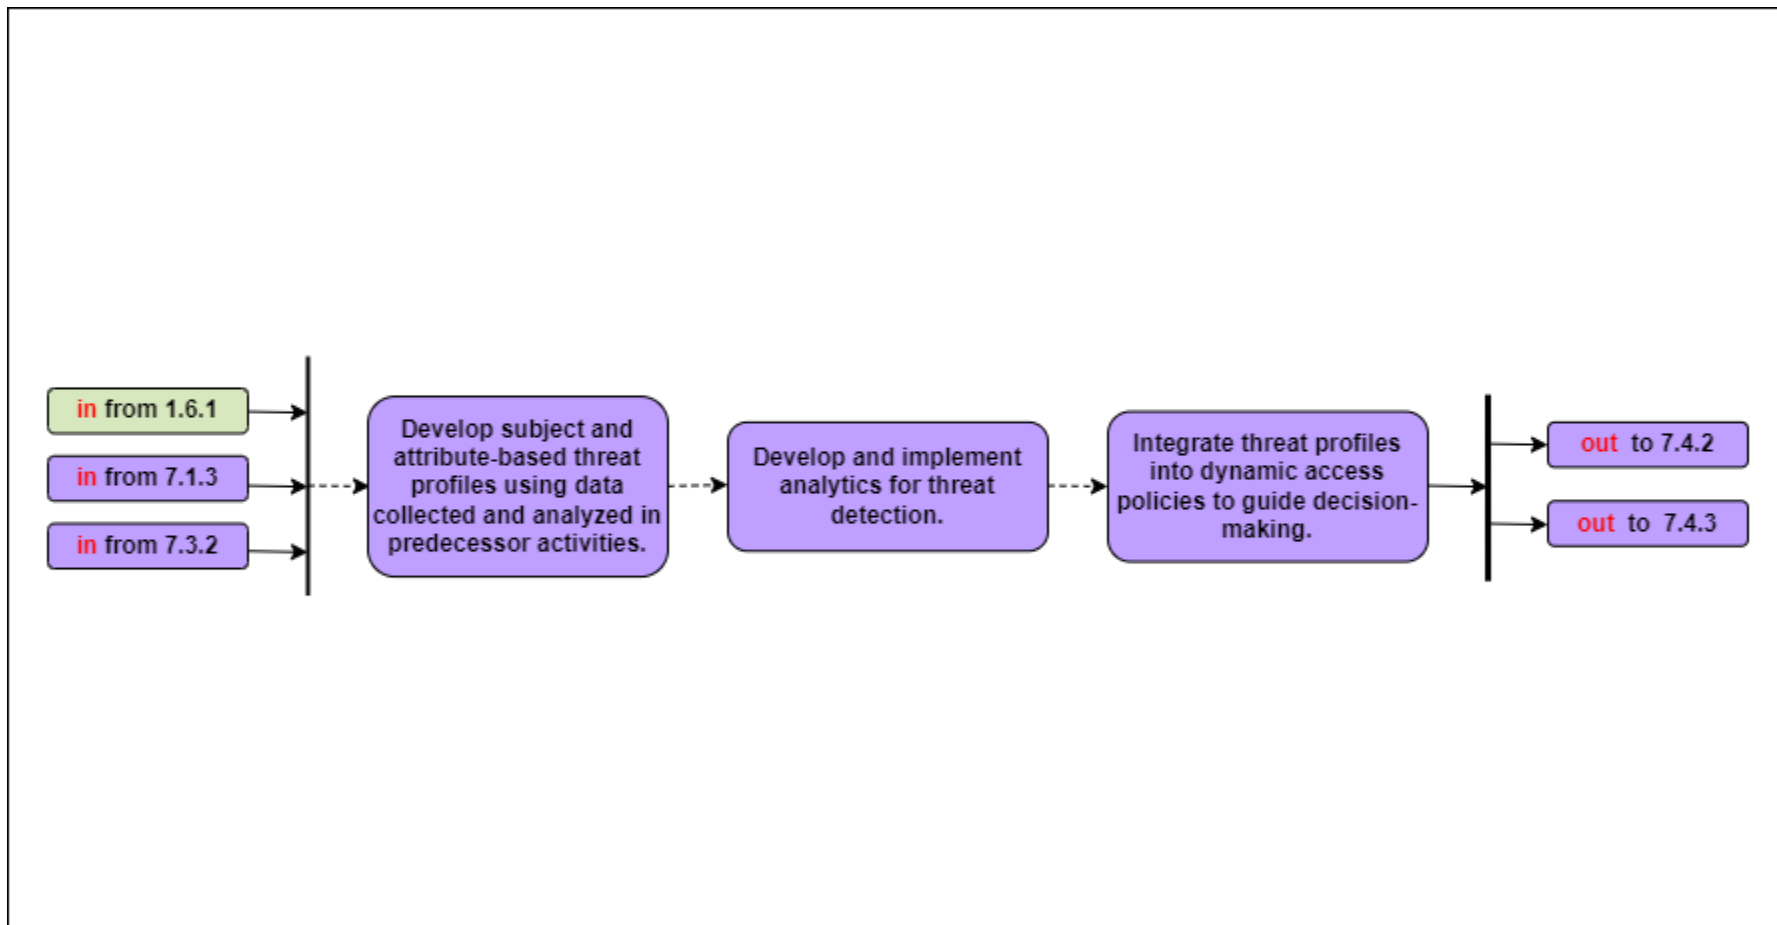 in from 1.6.1
in from 7.1.3
in from 7.3.2
Develop subject and
attribute-based threat
profiles using data
collected and analyzed in
predecessor activities.
Develop and implement
analytics for threat
detection.
Integrate threat profiles
into dynamic access
policies to guide decision-
making.
out to 7.4.2
out to 7.4.3